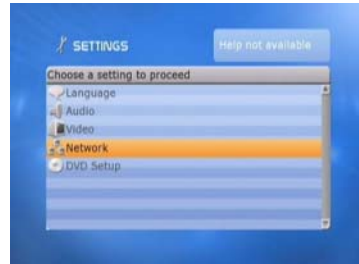 SETTINGS
Help not available
Choose a setting to proceed
Language
Audio
Video
Network
DVD Setup